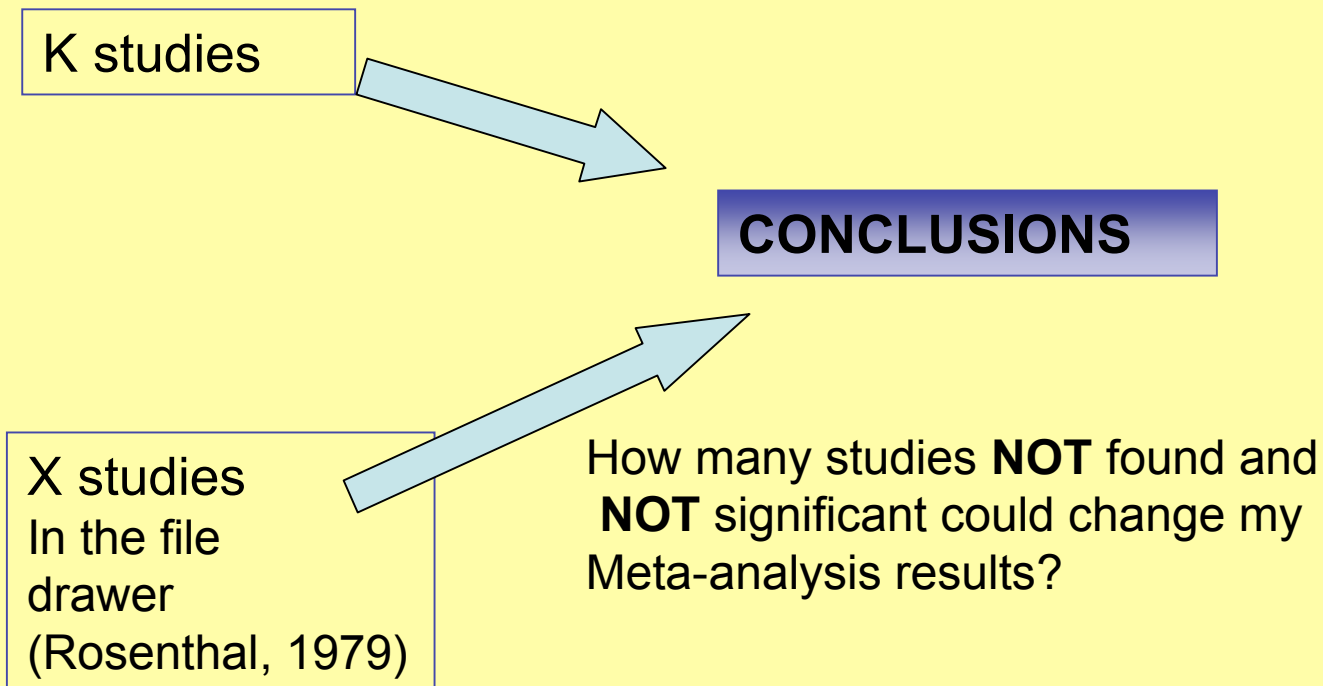 K studies
CONCLUSIONS
X studies
In the file
drawer
(Rosenthal, 1979)
How many studies NOT found and
NOT significant could change my
Meta-analysis results?